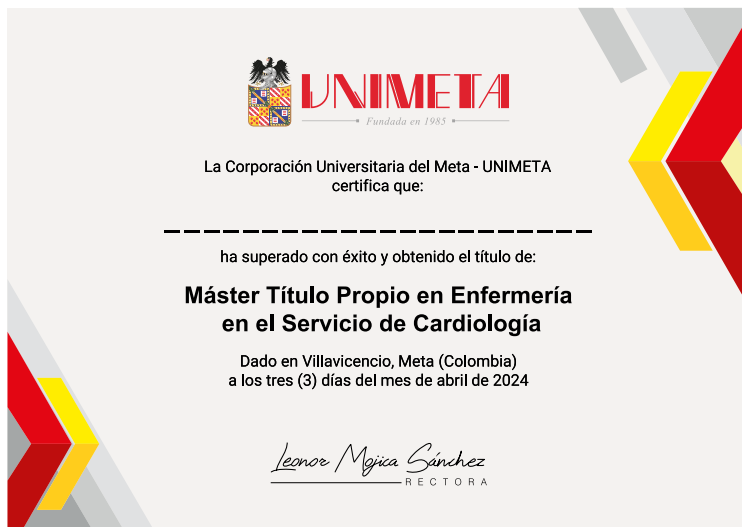 UNIMETA
Fundada en 1985
La Corporación Universitaria del Meta - UNIMETA
certifica que:
ha superado con éxito y obtenido el título de:
Máster Título Propio en Enfermería
en el Servicio de Cardiología
Dado en Villavicencio, Meta (Colombia)
a los tres (3) días del mes de abril de 2024
Leonor Mojica Sánchez
RECTORA